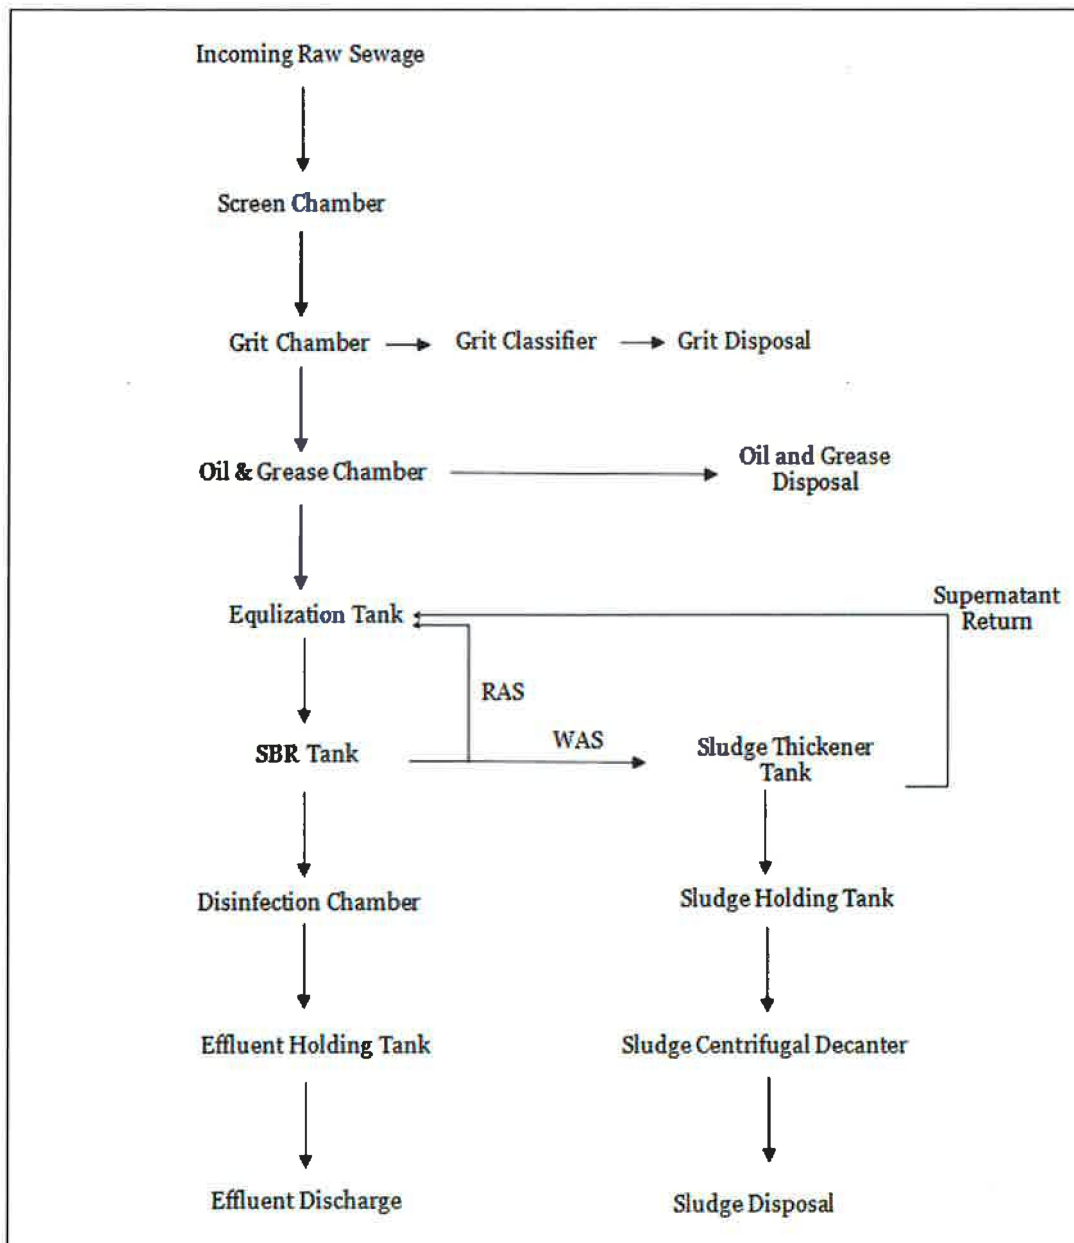 Incoming Raw Sewage
Screen Chamber
Grit Chamber
Grit Classifier
Grit Disposal
Oil & Grease Chamber
Oil and Grease
Disposal
Equlization Tank
Supernatant
Return
RAS
WAS
SBR Tank
Sludge Thickener
Tank
Disinfection Chamber
Sludge Holding Tank
Effluent Holding Tank
Sludge Centrifugal Decanter
Effluent Discharge
Sludge Disposal